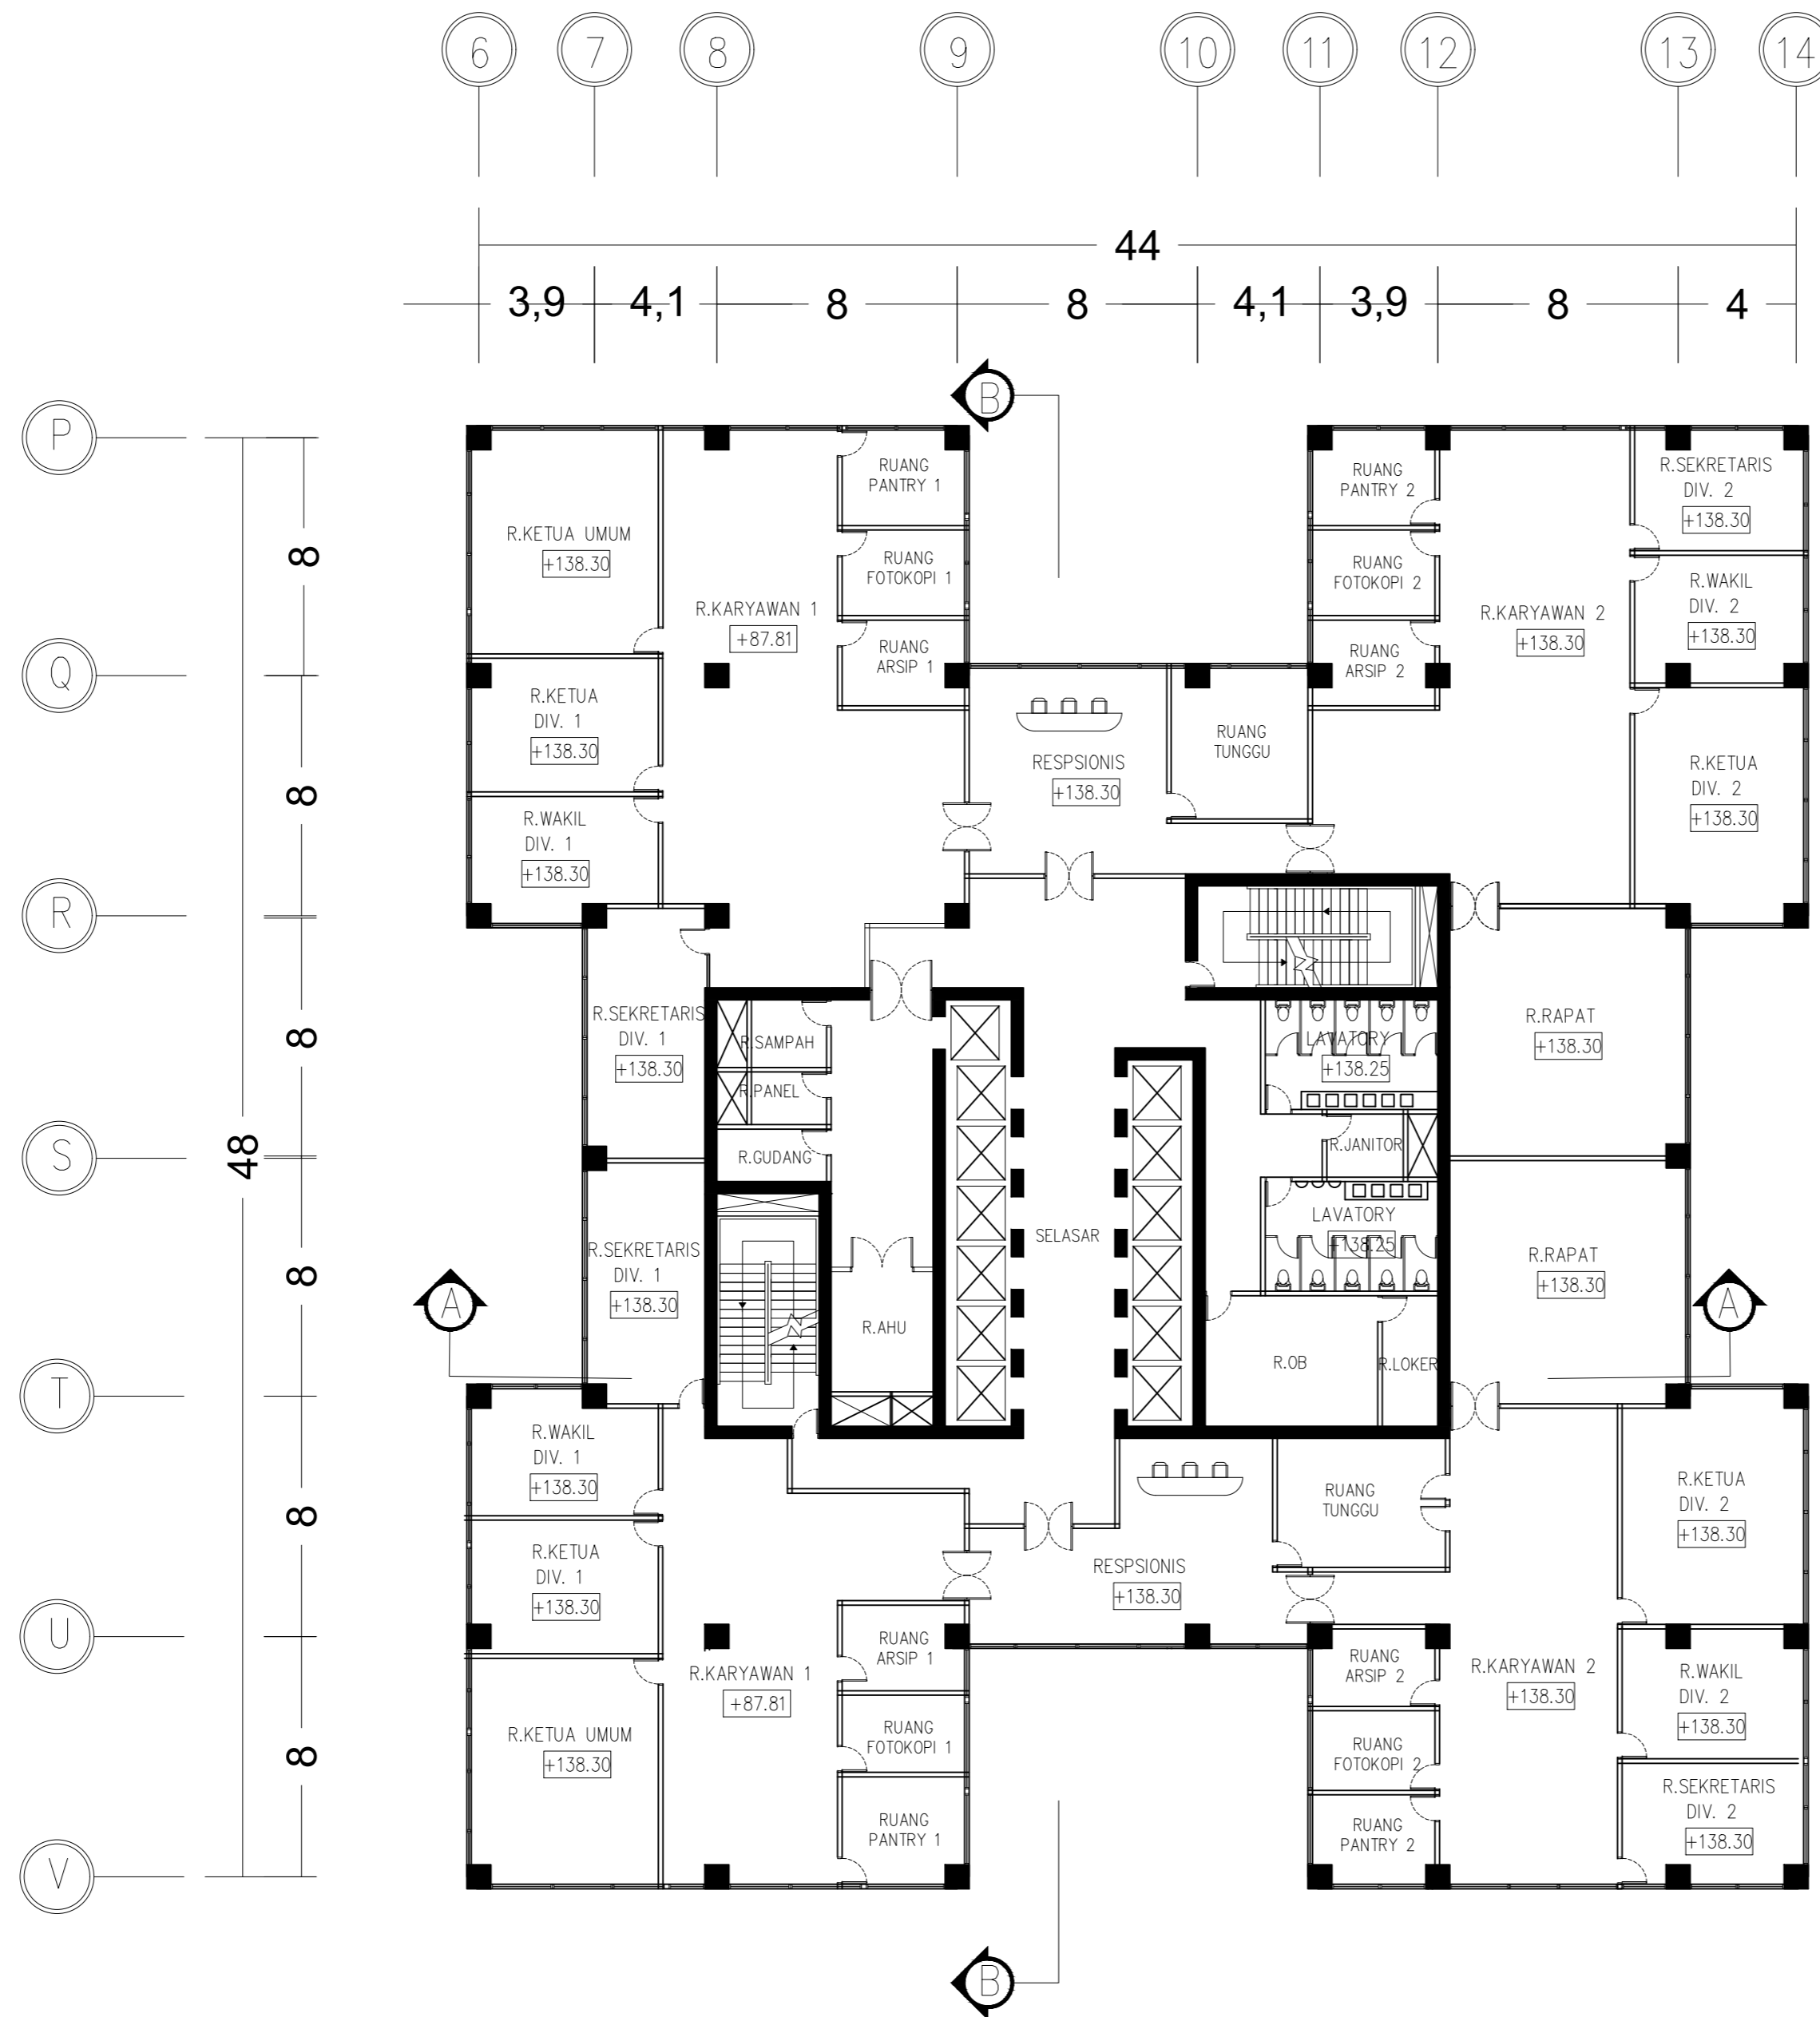 6 7 8 9 10 11 12 13 14
44
3,9 4,1 8 8 4,1 3,9 8 4
B
P
RUANG
PANTRY 1
RUANG
PANTRY 2
R.SEKRETARIS
DIV. 2
+138.30
R.KETUA UMUM
+138.30
8
RUANG
FOTOKOPI 1
RUANG
FOTOKOPI 2
R.WAKIL
DIV. 2
+138.30
R.KARYAWAN 1
+87.81
R.KARYAWAN 2
+138.30
RUANG
ARSIP 1
RUANG
ARSIP 2
Q
R.KETUA
DIV. 1
+138.30
RUANG
TUNGGU
RESPSIONIS
+138.30
R.KETUA
DIV. 2
+138.30
8
R.WAKIL
DIV. 1
+138.30
R
R.SEKRETARIS
DIV. 1
+138.30
R.SAMPAH
LAVATORY
+138.25
R.RAPAT
+138.30
8
R.PANEL
48
S
R.GUDANG
R.JANITOR
LAVATORY
+138.25
SELASAR
R.SEKRETARIS
DIV. 1
+138.30
R.RAPAT
+138.30
8
A
A
R.AHU
R.OB
R.LOKER
T
R.WAKIL
DIV. 1
+138.30
RUANG
TUNGGU
R.KETUA
DIV. 2
+138.30
8
R.KETUA
DIV. 1
+138.30
RESPSIONIS
+138.30
U
RUANG
ARSIP 1
RUANG
ARSIP 2
R.KARYAWAN 1
+87.81
R.KARYAWAN 2
+138.30
R.WAKIL
DIV. 2
+138.30
R.KETUA UMUM
+138.30
RUANG
FOTOKOPI 1
RUANG
FOTOKOPI 2
8
R.SEKRETARIS
DIV. 2
+138.30
RUANG
PANTRY 1
RUANG
PANTRY 2
V
B